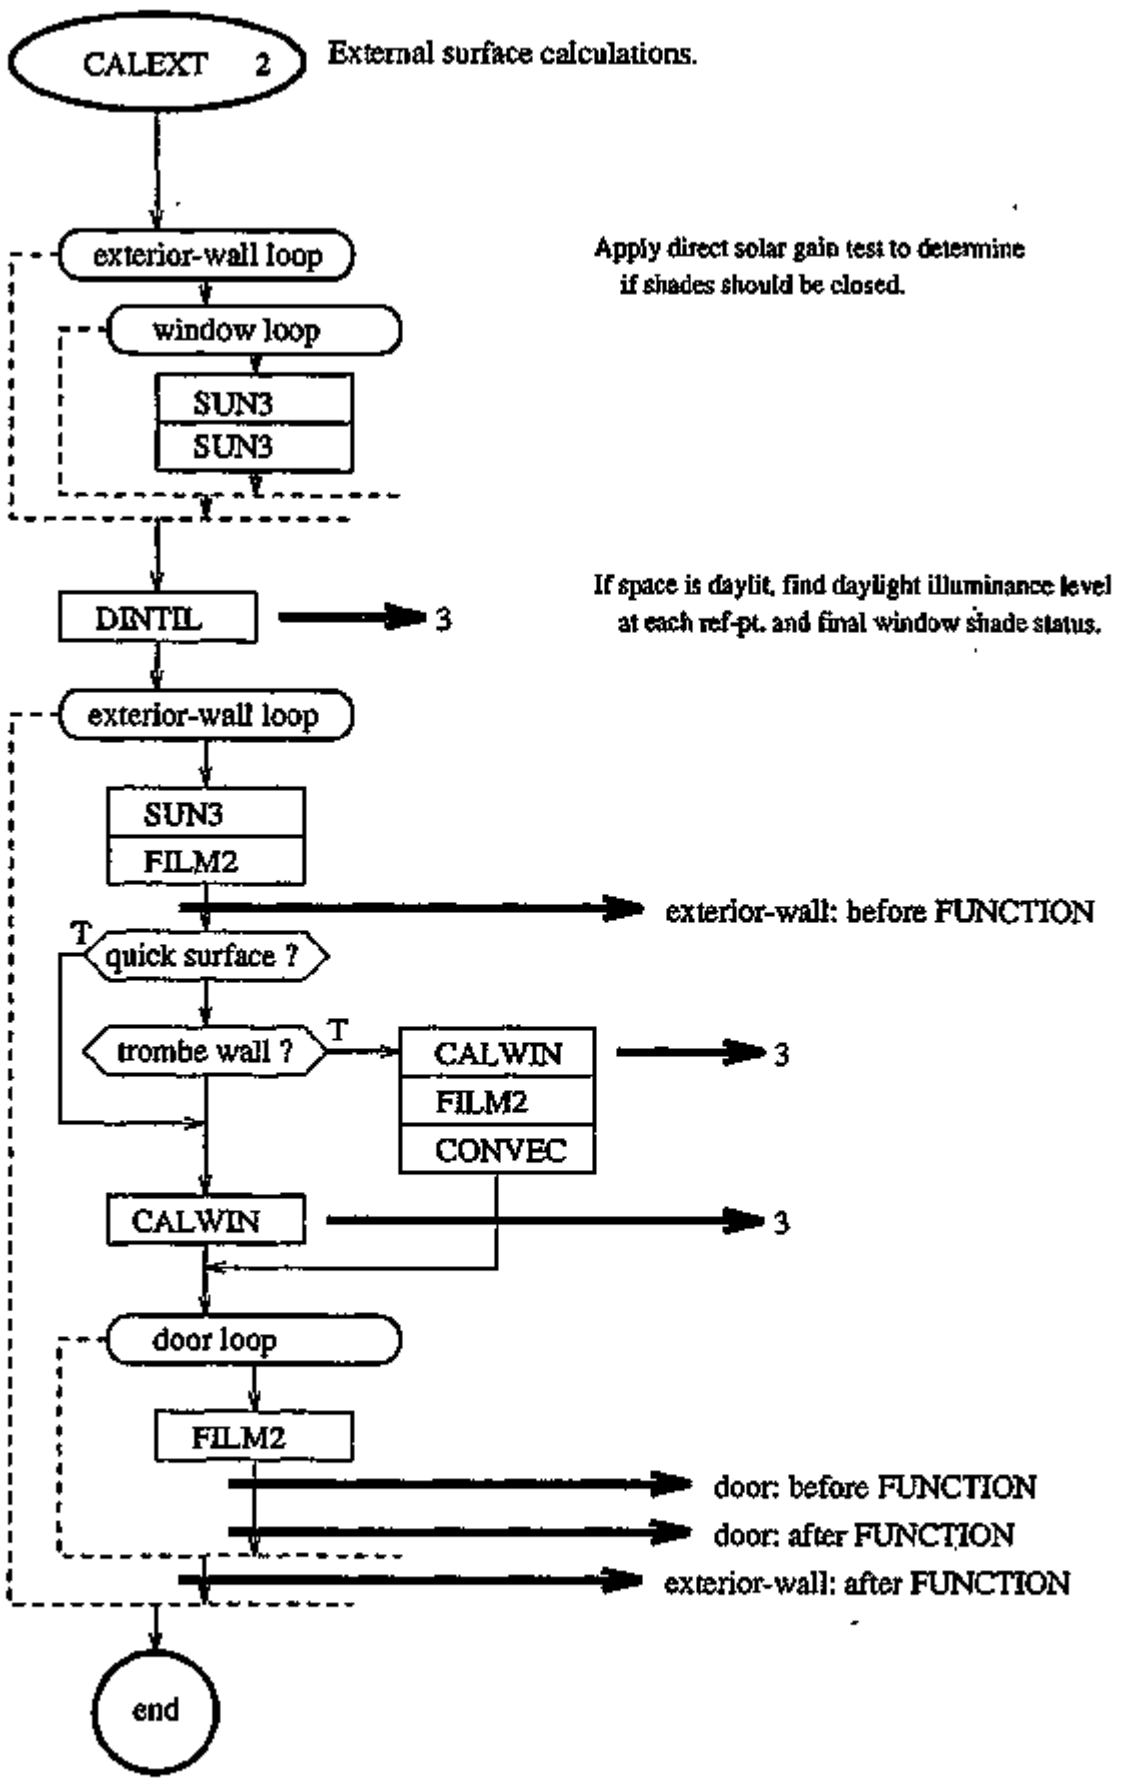 CALEXT 2
External surface calculations.
exterior-wall loop
Apply direct solar gain test to determine
if shades should be closed.
window loop
SUN3
SUN3
DINTIL
3
If space is daylit, find daylight illuminance level
at each ref-pt. and final window shade status.
exterior-wall loop
SUN3
FILM2
exterior-wall: before FUNCTION
T
quick surface ?
trombe wall ?
T
CALWIN
3
FILM2
CONVEC
CALWIN
3
door loop
FILM2
door: before FUNCTION
door: after FUNCTION
exterior-wall: after FUNCTION
end